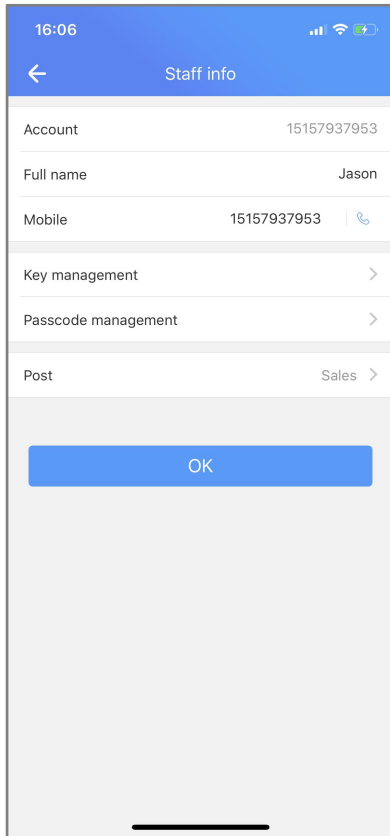 16:06
Staff info
Account 15157937953
Full name Jason
Mobile 15157937953
Key management
Passcode management
Post Sales
OK